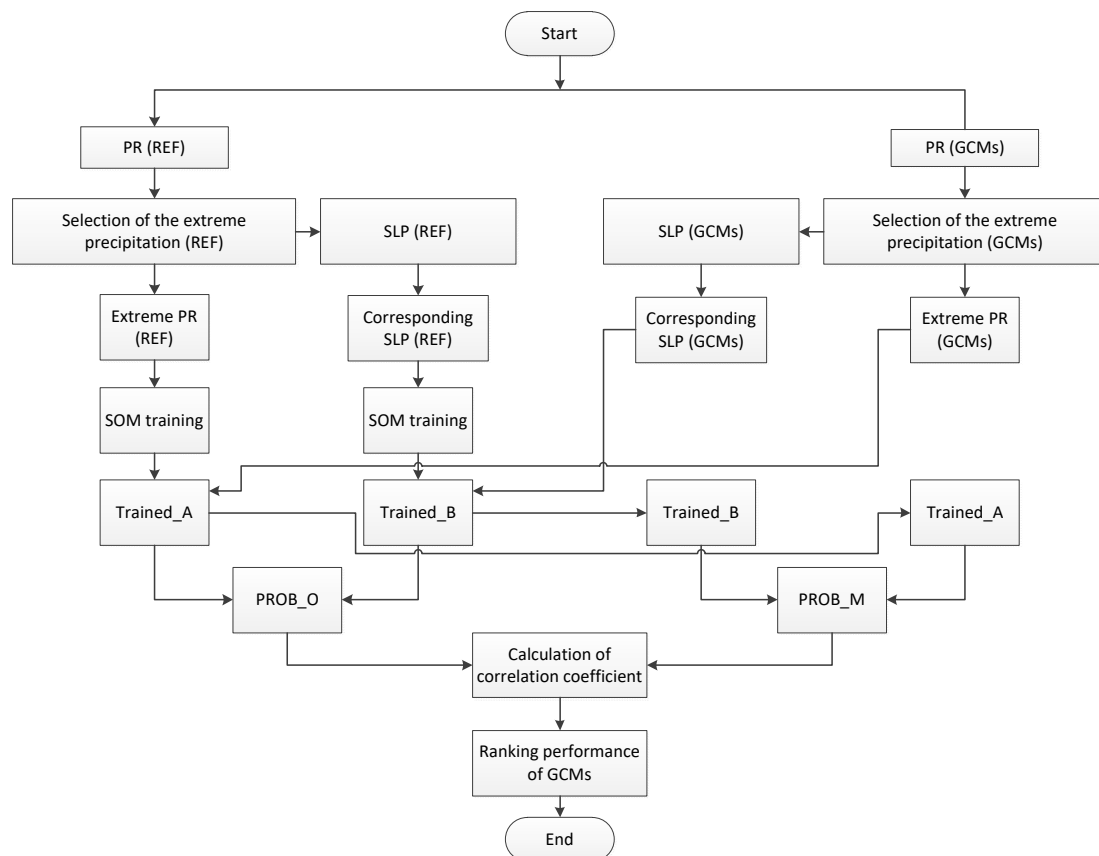 Start
PR (REF)
PR (GCMs)
Selection of the extreme
precipitation (REF)
SLP (REF)
SLP (GCMs)
Selection of the extreme
precipitation (GCMs)
Extreme PR
(REF)
Corresponding
SLP (REF)
Corresponding
SLP (GCMs)
Extreme PR
(GCMs)
SOM training
SOM training
Trained_A
Trained_B
Trained_B
Trained_A
PROB_O
PROB_M
Calculation of
correlation coefficient
Ranking performance
of GCMs
End